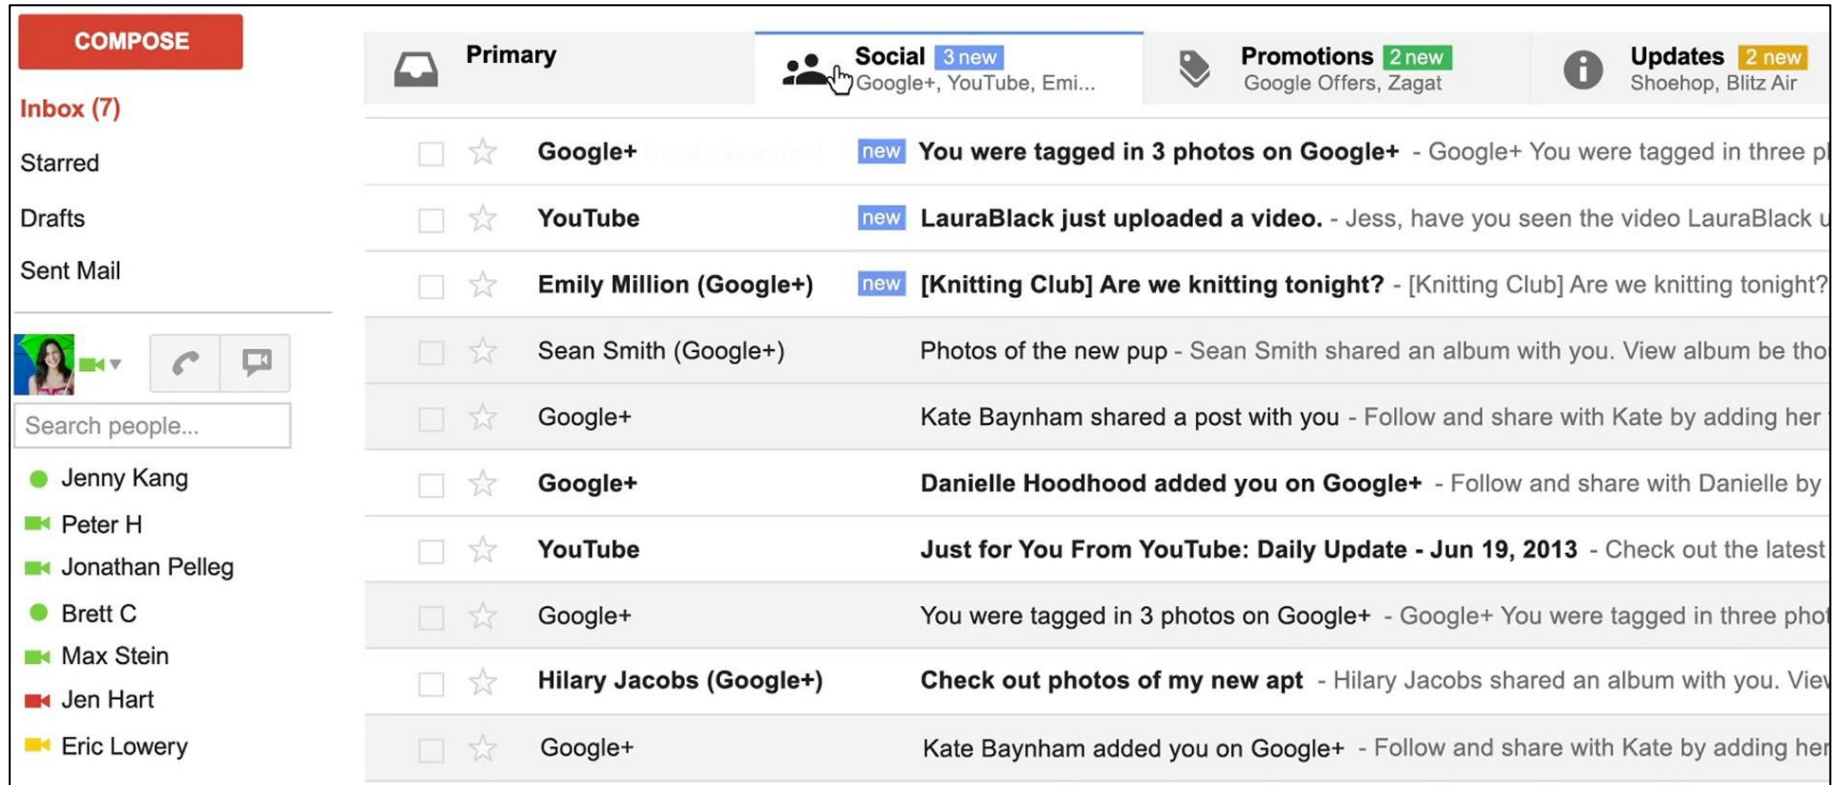 COMPOSE
Inbox (7)
Starred
Drafts
Sent Mail
Search people...
Jenny Kang
Peter H
Jonathan Pelleg
Brett C
Max Stein
Jen Hart
Eric Lowery
Primary
Social 3 new
Google+, YouTube, Emi...
Promotions 2 new
Google Offers, Zagat
Updates 2 new
Shoehop, Blitz Air
Google+ new You were tagged in 3 photos on Google+ - Google+ You were tagged in three
YouTube new LauraBlack just uploaded a video. - Jess, have you seen the video LauraBlack
Emily Million (Google+) new [Knitting Club] Are we knitting tonight? - [Knitting Club] Are we knitting tonight?
Sean Smith (Google+) Photos of the new pup - Sean Smith shared an album with you. View album be tho
Google+ Kate Baynham shared a post with you - Follow and share with Kate by adding her
Google+ Danielle Hoodhood added you on Google+ - Follow and share with Danielle by
YouTube Just for You From YouTube: Daily Update - Jun 19, 2013 - Check out the latest
Google+ You were tagged in 3 photos on Google+ - Google+ You were tagged in three phot
Hilary Jacobs (Google+) Check out photos of my new apt - Hilary Jacobs shared an album with you. View
Google+ Kate Baynham added you on Google+ - Follow and share with Kate by adding her